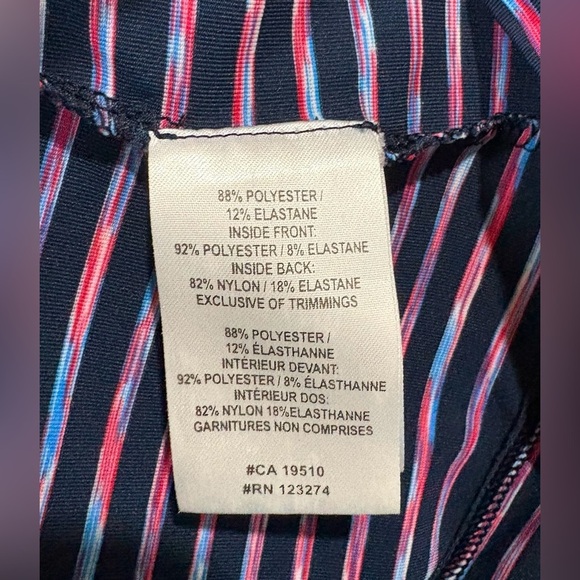 88% POLYESTER /
12% ELASTANE
INSIDE FRONT:
92% POLYESTER / 8% ELASTANE
INSIDE BACK:
82% NYLON / 18% ELASTANE
EXCLUSIVE OF TRIMMINGS
88% POLYESTER /
12% ÉLASTHANNE
INTÉRIEUR DEVANT:
92% POLYESTER / 8% ÉLASTHANNE
INTÉRIEUR DOS:
82% NYLON 18%ELASTHANNE
GARNITURES NON COMPRISES
#CA 19510
#RN 123274